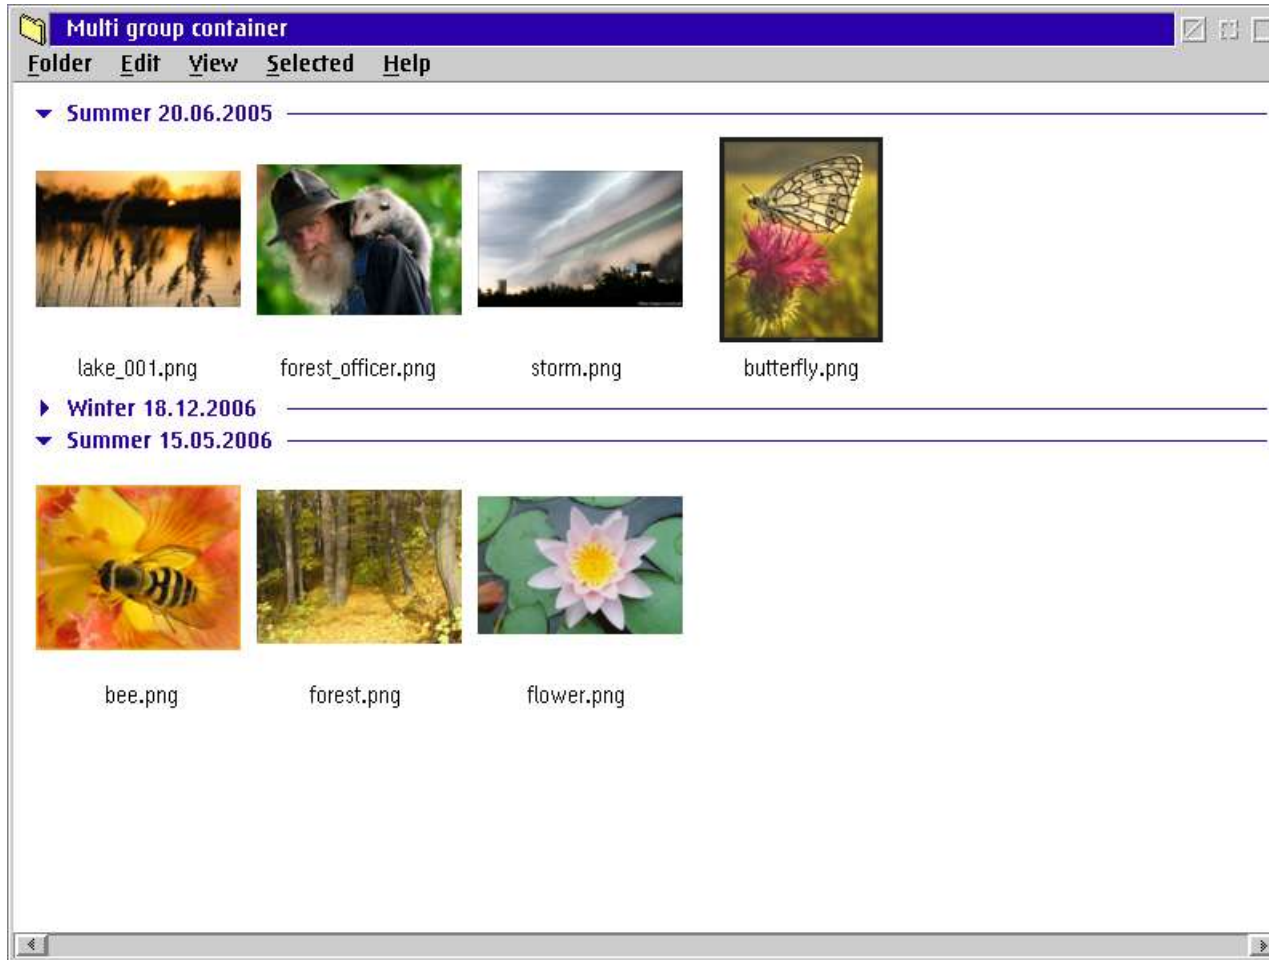 Multi group container
Folder Edit View Selected Help
Summer 20.06.2005
lake_001.png forest_officer.png storm.png butterfly.png
Winter 18.12.2006
Summer 15.05.2006
bee.png forest.png flower.png